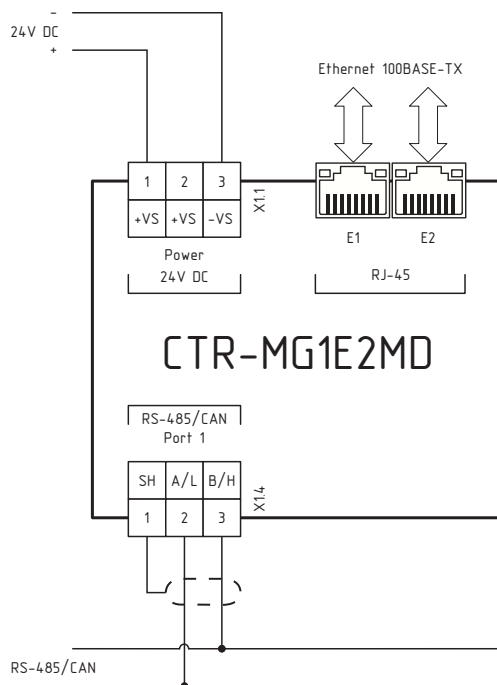 -
24V DC
+
Ethernet 100BASE-TX
1 2 3
X1.1
+VS +VS -VS
E1 E2
Power
24V DC
RJ-45
CTR-MG1E2MD
RS-485/CAN
Port 1
SH A/L B/H
X1.4
1 2 3
RS-485/CAN